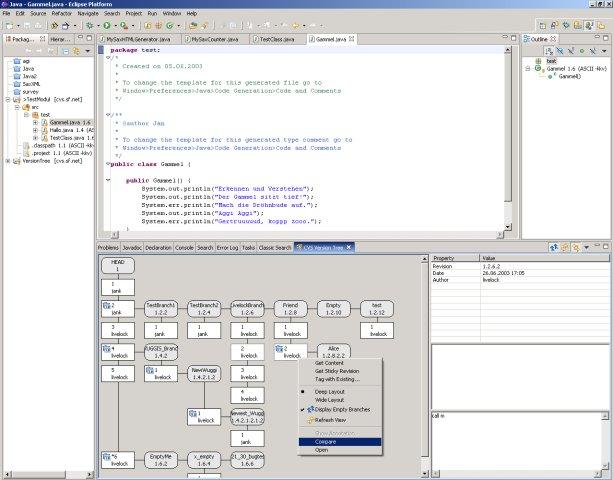 Java - Gammel.java - Eclipse Platform
File Edit Source Refactor Navigate Search Project Run Window Help
Packag... Hierar...
agi
Java
Java2
SaxXML
survey
>TestModul [cvs.sf.net]
src
test
Gammel.java 1.6
Hallo.java 1.4 (AS
TestClass.java 1.6
.classpath 1.1 (ASCII -kkv)
.project 1.1 (ASCII -kkv)
VersionTree [cvs.sf.net]
MySaxHTMLGenerator.java MySaxCounter.java TestClass.java Gammel.java
package test;
/*
* Created on 05.06.2003
*
* To change the template for this generated file go to
* Window>Preferences>Java>Code Generation>Code and Comments
*/
/**
* @author Jan
*
* To change the template for this generated type comment go to
* Window>Preferences>Java>Code Generation>Code and Comments
*/
public class Gammel {
public Gammel() {
System.out.println("Erkennen und Verstehen");
System.out.println("Der Gammel sitzt tief!");
System.err.println("Mach die Dröhnbude auf.");
System.out.println("Aggi Aggi");
System.err.println("Gertruuuuud, koppp zooo.");
}
Outline
test
Gammel 1.6 (ASCII -kkv)
Gammel()
Problems Javadoc Declaration Console Search Error Log Tasks Classic Search CVS Version Tree
HEAD
1
1
jank
2
jank
TestBranch1
1.2.2
TestBranch2
1.2.4
livelockBranch
1.2.6
Friend
1.2.8
Empty
1.2.10
test
1.2.12
3
livelock
1
livelock
1
jank
1
livelock
1
livelock
1
livelock
4
livelock
1.4.2
2
livelock
2
livelock
Alice
1.2.8.2.2
5
livelock
1
livelock
NewWuggi
1.4.2.1.2
3
livelock
4
livelock
1
livelock
1.4.2.1.2.1.2
1
jank
*6
livelock
EmptyMe
1.6.2
x_empty
1.6.4
21_30_bugtes
1.6.6
1
Get Content
Get Sticky Revision
Tag with Existing...
Deep Layout
Wide Layout
Display Empty Branches
Refresh View
Show Annotation
Compare
Open
Property Value
Revision 1.2.6.2
Date 26.06.2003 17:05
Author livelock
call m